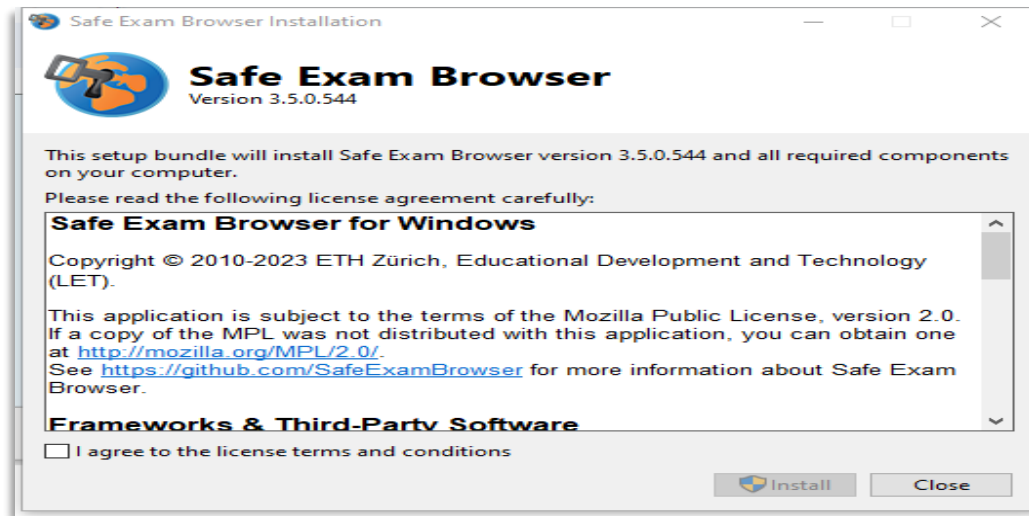 Safe Exam Browser Installation
Safe Exam Browser
Version 3.5.0.544
This setup bundle will install Safe Exam Browser version 3.5.0.544 and all required components
on your computer.
Please read the following license agreement carefully:
Safe Exam Browser for Windows
Copyright © 2010-2023 ETH Zürich, Educational Development and Technology
(LET).
This application is subject to the terms of the Mozilla Public License, version 2.0.
If a copy of the MPL was not distributed with this application, you can obtain one
at http://mozilla.org/MPL/2.0/.
See https://github.com/SafeExamBrowser for more information about Safe Exam
Browser.
Frameworks & Third-Party Software
I agree to the license terms and conditions
Install
Close